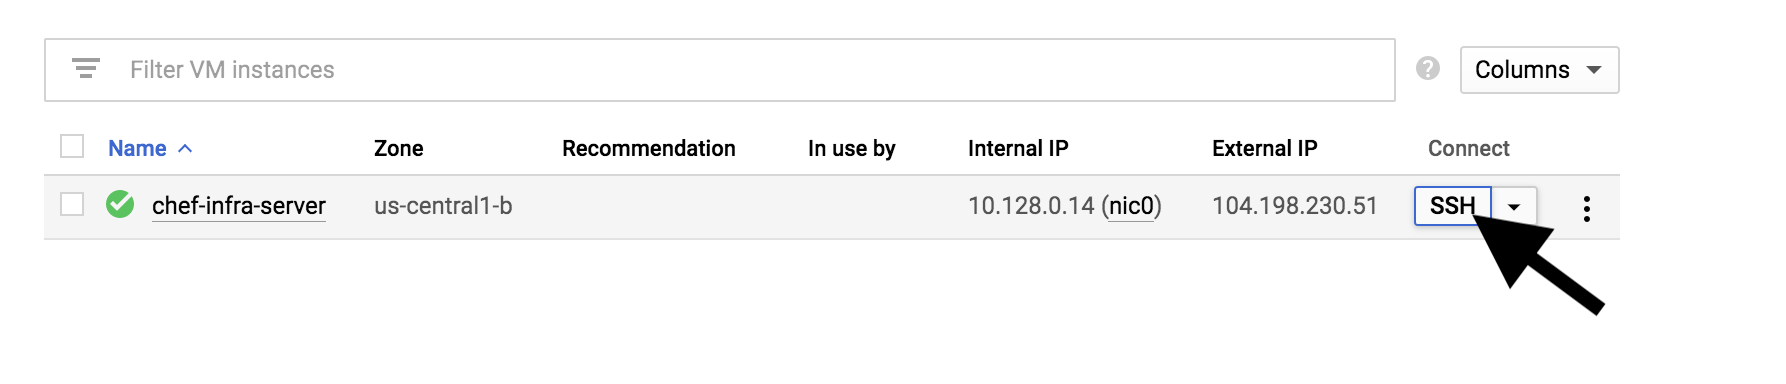 Filter VM instances
? Columns
Name Zone Recommendation In use by Internal IP External IP Connect
chef-infra-server us-central1-b 10.128.0.14 (nic0) 104.198.230.51 SSH